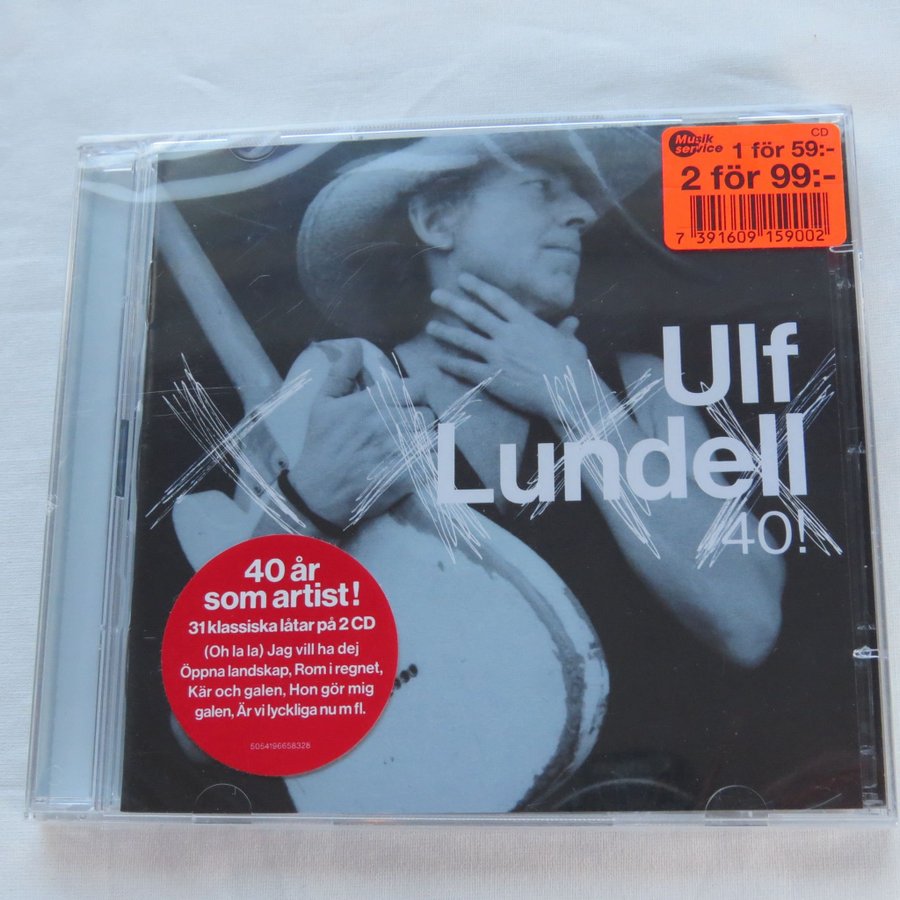 Musik
service
CD
1 för 59:-
2 för 99:-
7 391609 159002
Ulf
Lundell
40!
40 år
som artist!
31 klassiska låtar på 2 CD
(Oh la la) Jag vill ha dej
Öppna landskap, Rom i regnet,
Kär och galen, Hon gör mig
galen, Är vi lyckliga nu m fl.
5054196658328